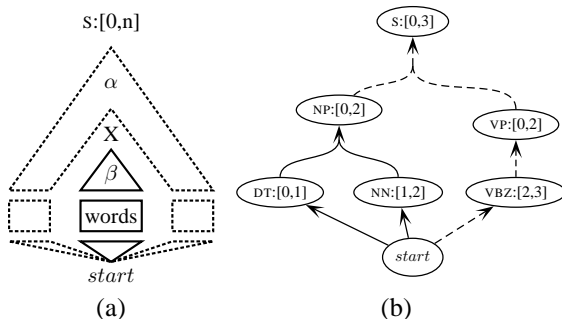 S:[0,n]
α
X
β
words
start
(a)
S:[0,3]
NP:[0,2]
VP:[0,2]
DT:[0,1]
NN:[1,2]
VBZ:[2,3]
start
(b)